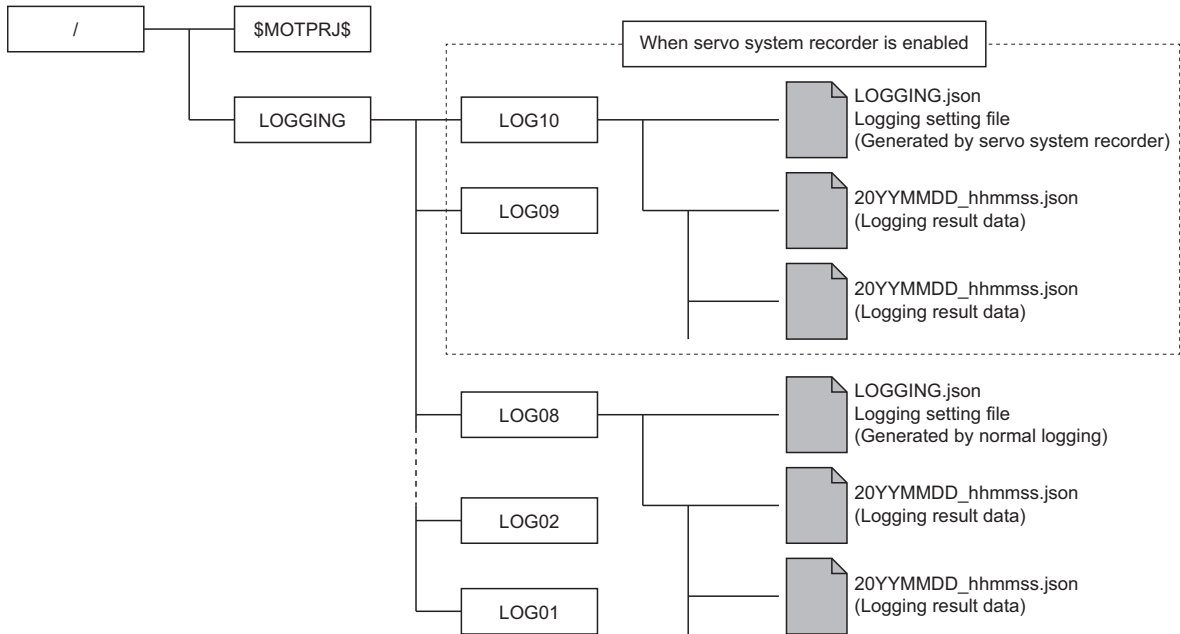 /
$MOTPRJ$
When servo system recorder is enabled
LOGGING
LOG10
LOGGING.json
Logging setting file
(Generated by servo system recorder)
LOG09
20YYMMDD_hhmmss.json
(Logging result data)
20YYMMDD_hhmmss.json
(Logging result data)
LOG08
LOGGING.json
Logging setting file
(Generated by normal logging)
20YYMMDD_hhmmss.json
(Logging result data)
LOG02
20YYMMDD_hhmmss.json
(Logging result data)
LOG01